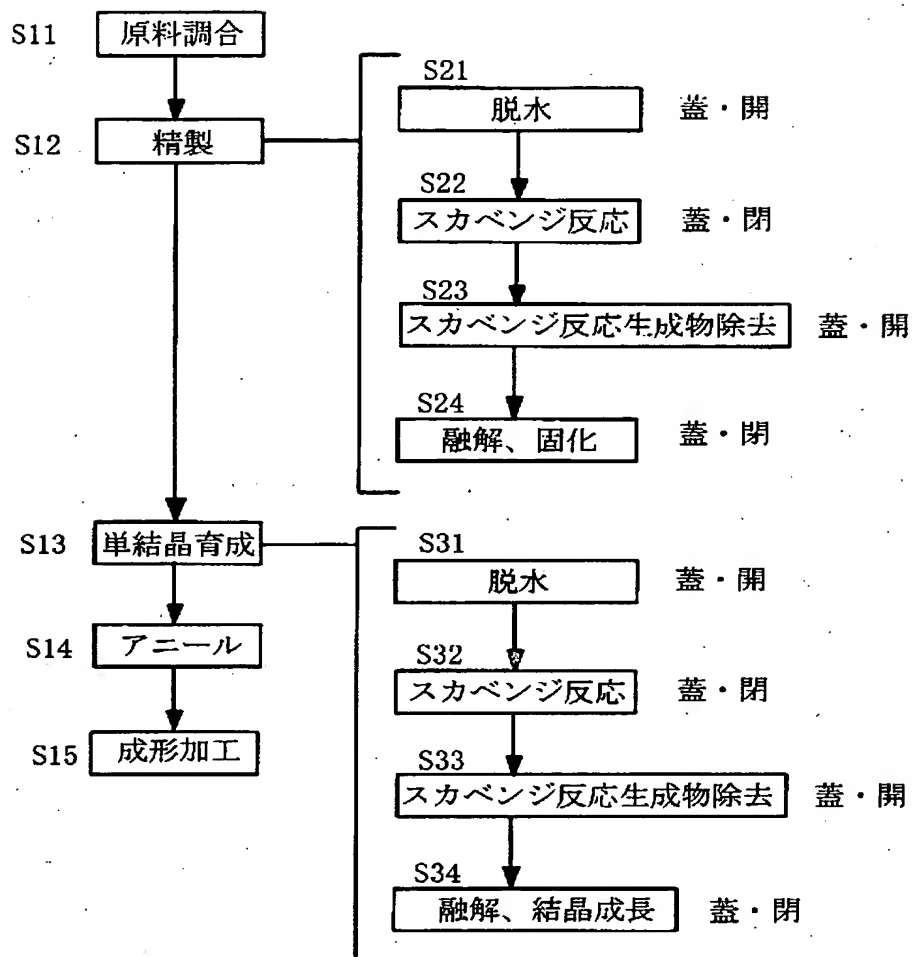 S11 原料調合
S12 精製
S21
脱水 蓋・開
S22
スカベンジ反応 蓋・閉
S23
スカベンジ反応生成物除去 蓋・開
S24
融解、固化 蓋・閉
S13 単結晶育成
S31
脱水 蓋・開
S14 アニール
S32
スカベンジ反応 蓋・閉
S15 成形加工
S33
スカベンジ反応生成物除去 蓋・開
S34
融解、結晶成長 蓋・閉